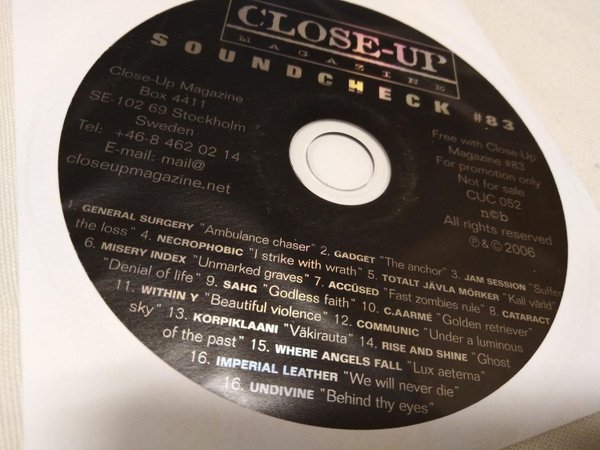 CLOSE-UP
MAGAZINE
SOUNDCHECK #83
Close-Up Magazine
Box 4411
SE-102 69 Stockholm
Sweden
Tel: +46-8 462 02 14
E-mail: mail@
closeupmagazine.net
Free with Close-Up
Magazine #83
For promotion only
Not for sale
CUC 052
n©b
All rights reserved
℗ & © 2006
1. GENERAL SURGERY "Ambulance chaser" 2. GADGET "The anchor" 3. JAM SESSION "Suffer
the loss" 4. NECROPHOBIC "I strike with wrath" 5. TOTALT JÄVLA MÖRKER "Kall värld"
6. MISERY INDEX "Unmarked graves" 7. ACCÜSED "Fast zombies rule" 8. CATARACT
"Denial of life" 9. SAHG "Godless faith" 10. C.AARMÉ "Golden retriever"
11. WITHIN Y "Beautiful violence" 12. COMMUNIC "Under a luminous
sky" 13. KORPIKLAANI "Väkirauta" 14. RISE AND SHINE "Ghost
of the past" 15. WHERE ANGELS FALL "Lux aeterna"
16. IMPERIAL LEATHER "We will never die"
16. UNDIVINE "Behind thy eyes"